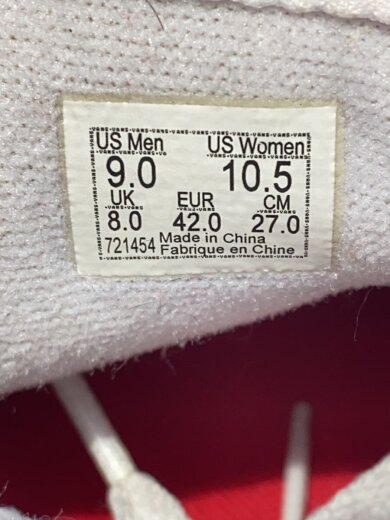 US Men US Women
9.0 10.5
UK EUR CM
8.0 42.0 27.0
721454 Made in China
Fabrique en Chine